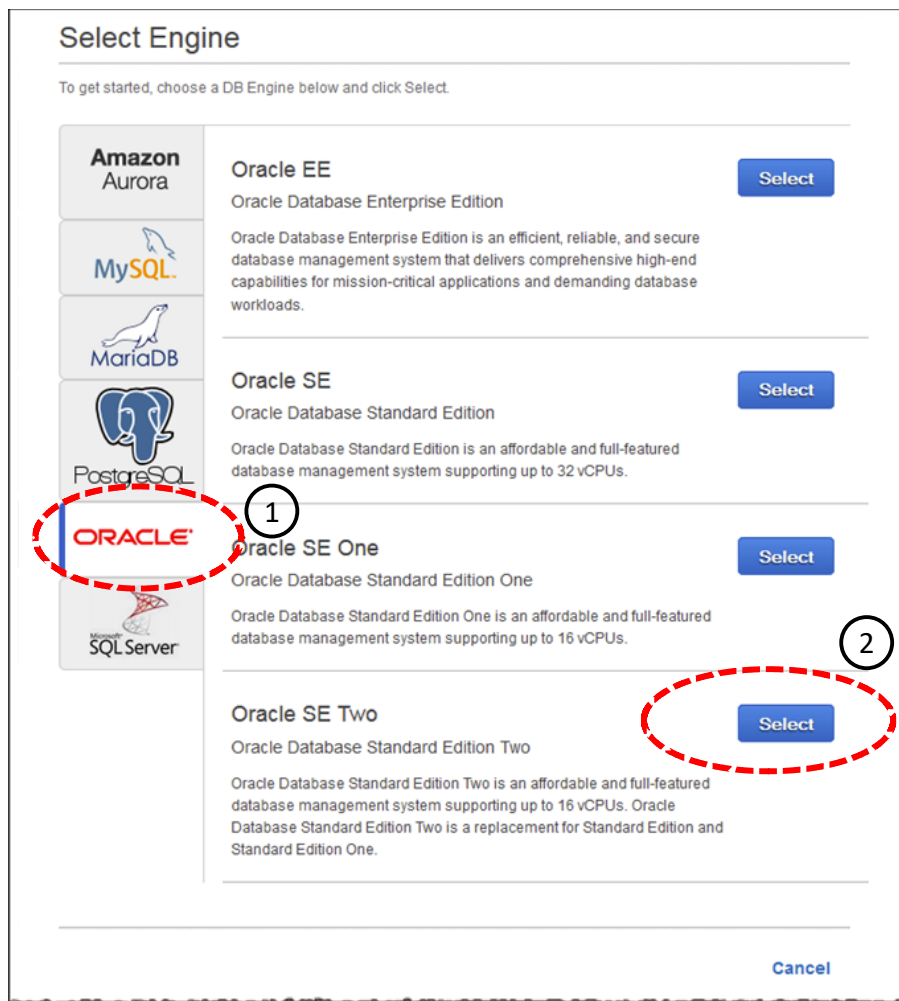 Select Engine
To get started, choose a DB Engine below and click Select.
Amazon
Aurora
MySQL
MariaDB
PostgreSQL
1
ORACLE
Microsoft
SQL Server
Oracle EE
Select
Oracle Database Enterprise Edition
Oracle Database Enterprise Edition is an efficient, reliable, and secure
database management system that delivers comprehensive high-end
capabilities for mission-critical applications and demanding database
workloads.
Oracle SE
Select
Oracle Database Standard Edition
Oracle Database Standard Edition is an affordable and full-featured
database management system supporting up to 32 vCPUs.
Oracle SE One
Select
Oracle Database Standard Edition One
Oracle Database Standard Edition One is an affordable and full-featured
database management system supporting up to 16 vCPUs.
2
Oracle SE Two
Select
Oracle Database Standard Edition Two
Oracle Database Standard Edition Two is an affordable and full-featured
database management system supporting up to 16 vCPUs. Oracle
Database Standard Edition Two is a replacement for Standard Edition and
Standard Edition One.
Cancel